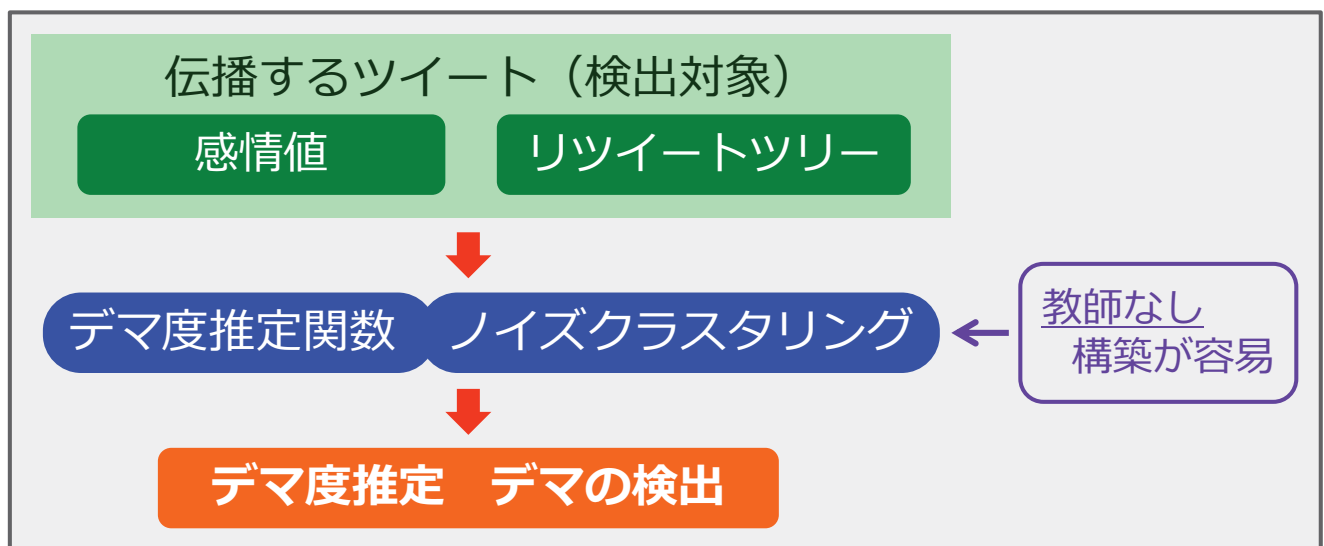 伝播するツイート（検出対象）
感情値　リツイートツリー
デマ度推定関数　ノイズクラスタリング
教師なし
構築が容易
デマ度推定　デマの検出